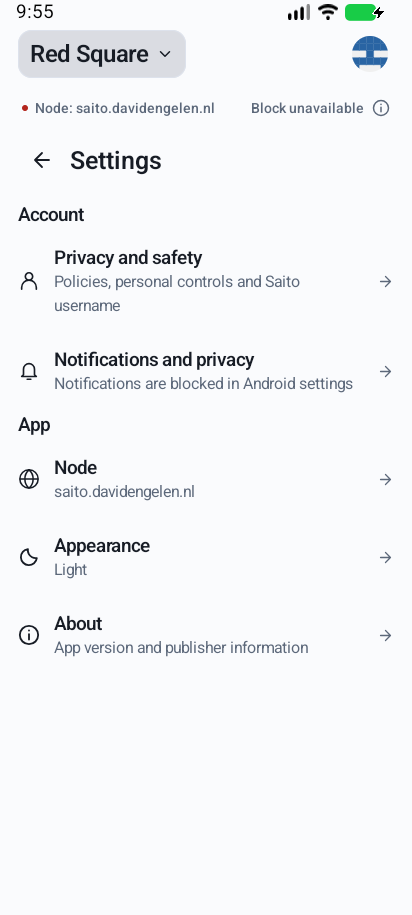 9:55
Red Square
Node: saito.davidengelen.nl Block unavailable
Settings
Account
Privacy and safety
Policies, personal controls and Saito
username
Notifications and privacy
Notifications are blocked in Android settings
App
Node
saito.davidengelen.nl
Appearance
Light
About
App version and publisher information